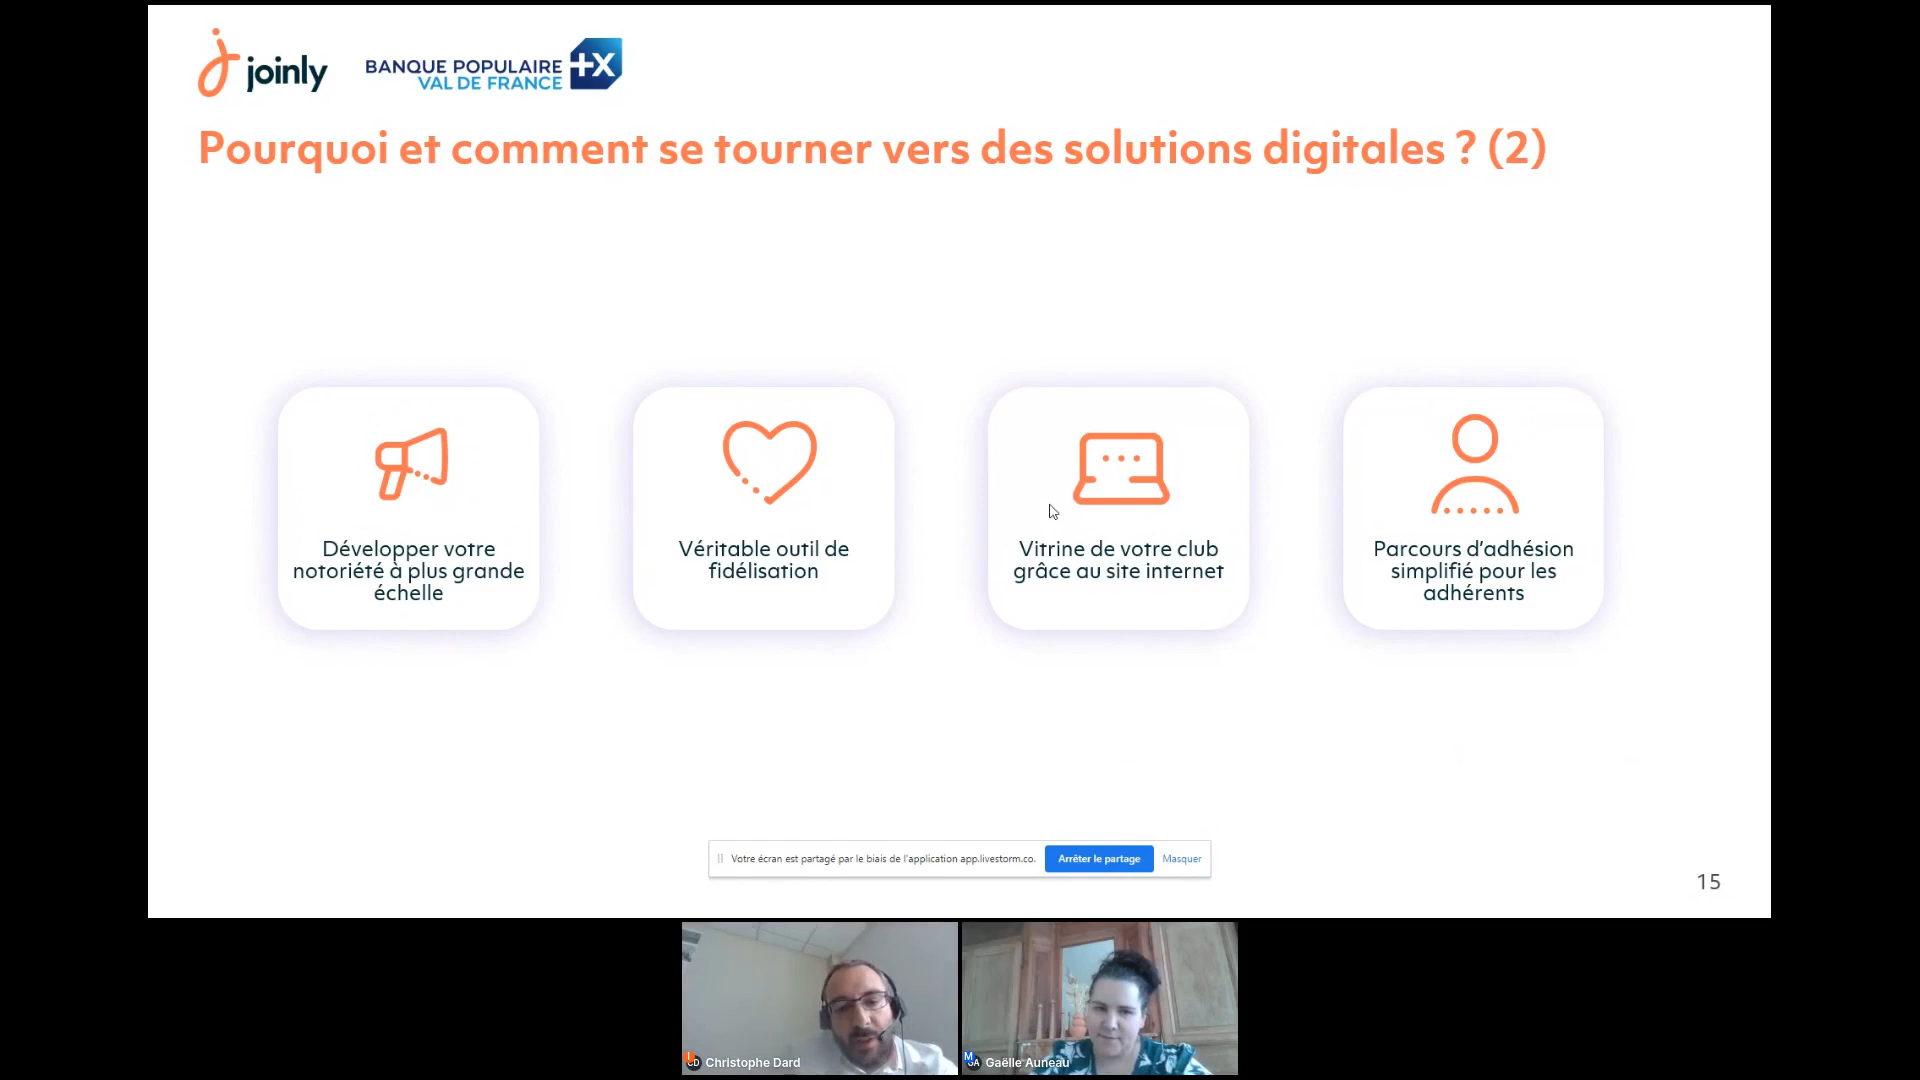 joinly
BANQUE POPULAIRE
VAL DE FRANCE
Pourquoi et comment se tourner vers des solutions digitales ? (2)
Développer votre
notoriété à plus grande
échelle
Véritable outil de
fidélisation
Vitrine de votre club
grâce au site internet
Parcours d'adhésion
simplifié pour les
adhérents
Votre écran est partagé par le biais de l'application app.livestorm.co.
Arrêter le partage
Masquer
15
CD
Christophe Dard
M
GA
Gaëlle Auneau